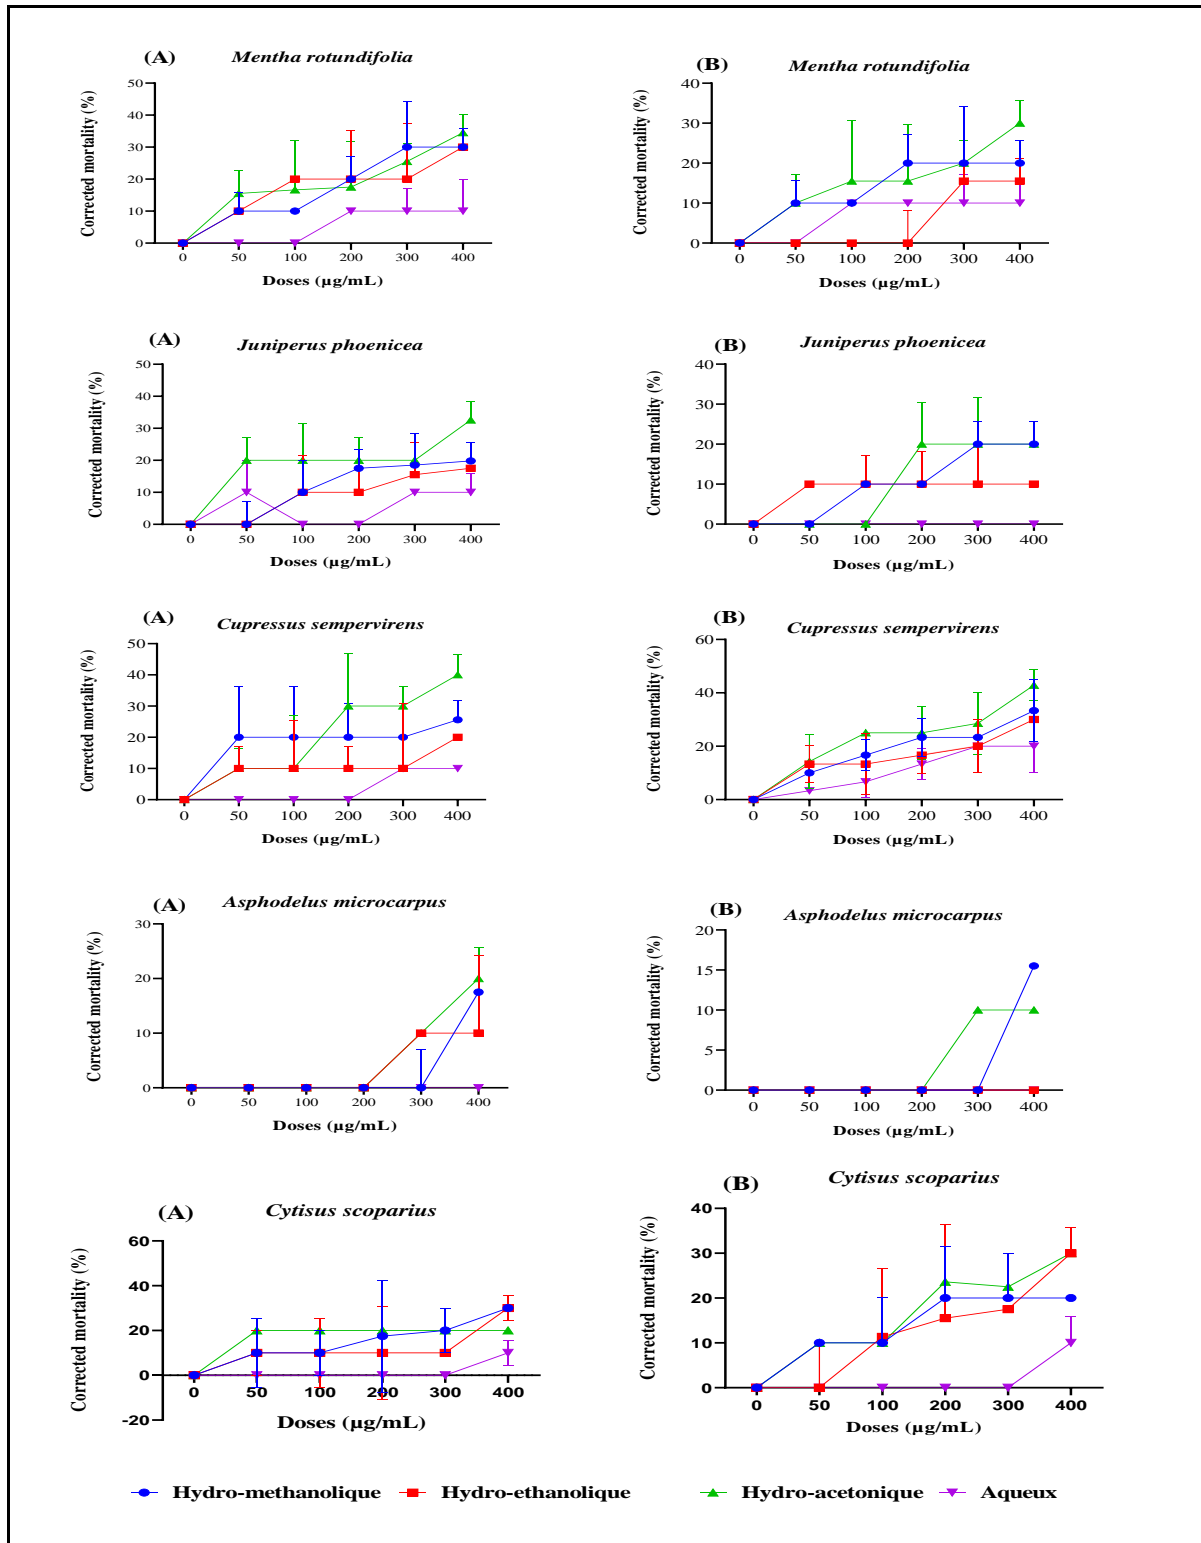 (A) Mentha rotundifolia
Corrected mortality (%)
50
40
30
20
10
0
0 50 100 200 300 400
Doses (µg/mL)
(B) Mentha rotundifolia
Corrected mortality (%)
40
30
20
10
0
0 50 100 200 300 400
Doses (µg/mL)
(A) Juniperus phoenicea
Corrected mortality (%)
50
40
30
20
10
0
0 50 100 200 300 400
Doses (µg/mL)
(B) Juniperus phoenicea
Corrected mortality (%)
40
30
20
10
0
0 50 100 200 300 400
Doses (µg/mL)
(A) Cupressus sempervirens
Corrected mortality (%)
50
40
30
20
10
0
0 50 100 200 300 400
Doses (µg/mL)
(B) Cupressus sempervirens
Corrected mortality (%)
60
40
20
0
0 50 100 200 300 400
Doses (µg/mL)
(A) Asphodelus microcarpus
Corrected mortality (%)
30
20
10
0
0 50 100 200 300 400
Doses (µg/mL)
(B) Asphodelus microcarpus
Corrected mortality (%)
20
15
10
5
0
0 50 100 200 300 400
Doses (µg/mL)
(A) Cytisus scoparius
Corrected mortality (%)
60
40
20
0
-20
0 50 100 200 300 400
Doses (µg/mL)
(B) Cytisus scoparius
Corrected mortality (%)
40
30
20
10
0
0 50 100 200 300 400
Doses (µg/mL)
Hydro-methanolique Hydro-ethanolique Hydro-acetonique Aqueux